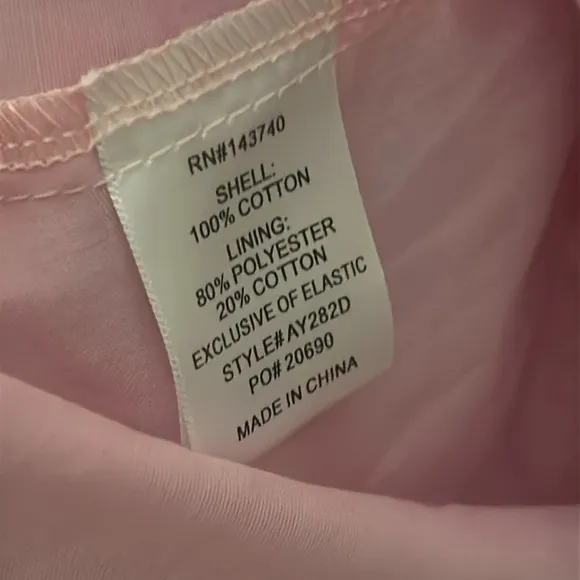 RN#143740
SHELL:
100% COTTON
LINING:
80% POLYESTER
20% COTTON
EXCLUSIVE OF ELASTIC
STYLE# AY282D
PO# 20690
MADE IN CHINA